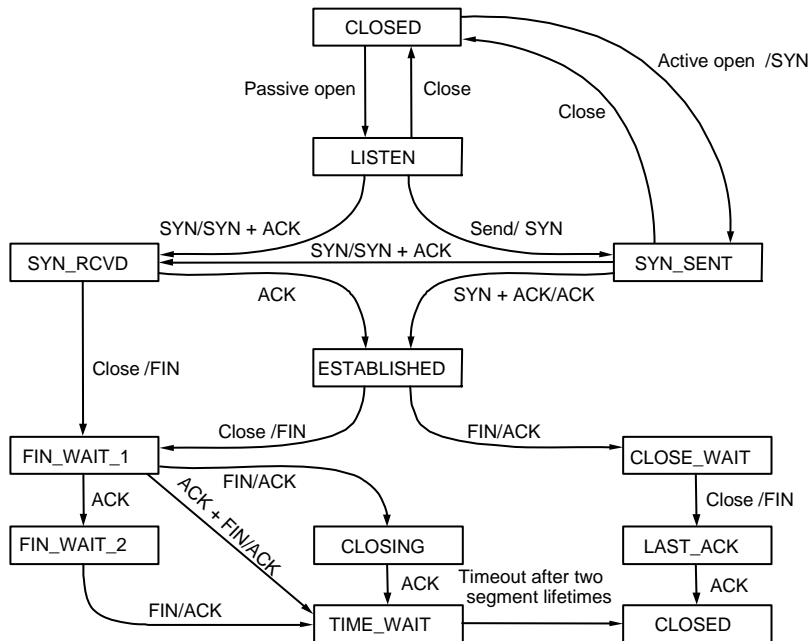 CLOSED
Active open /SYN
Passive open
Close
Close
LISTEN
SYN/SYN + ACK
Send/ SYN
SYN/SYN + ACK
SYN_RCVD
SYN_SENT
ACK
SYN + ACK/ACK
ESTABLISHED
Close /FIN
Close /FIN
FIN/ACK
FIN_WAIT_1
CLOSE_WAIT
FIN/ACK
ACK
ACK + FIN/ACK
Close /FIN
FIN_WAIT_2
CLOSING
LAST_ACK
ACK
Timeout after two
segment lifetimes
ACK
FIN/ACK
TIME_WAIT
CLOSED